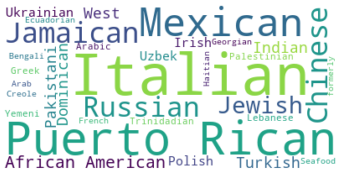 Ukrainian
Ecuadorian
West
Mexican
Jamaican
Irish
Georgian
Bengali
Arabic
Uzbek
Haitian
Palestinian
Indian
Chinese
formerly
Greek
Pakistani
Dominican
Italian
Arab
Creole
Russian
Jewish
Yemeni
French
Trinidadian
Lebanese
Puerto Rican
African American
Polish
Turkish
Seafood